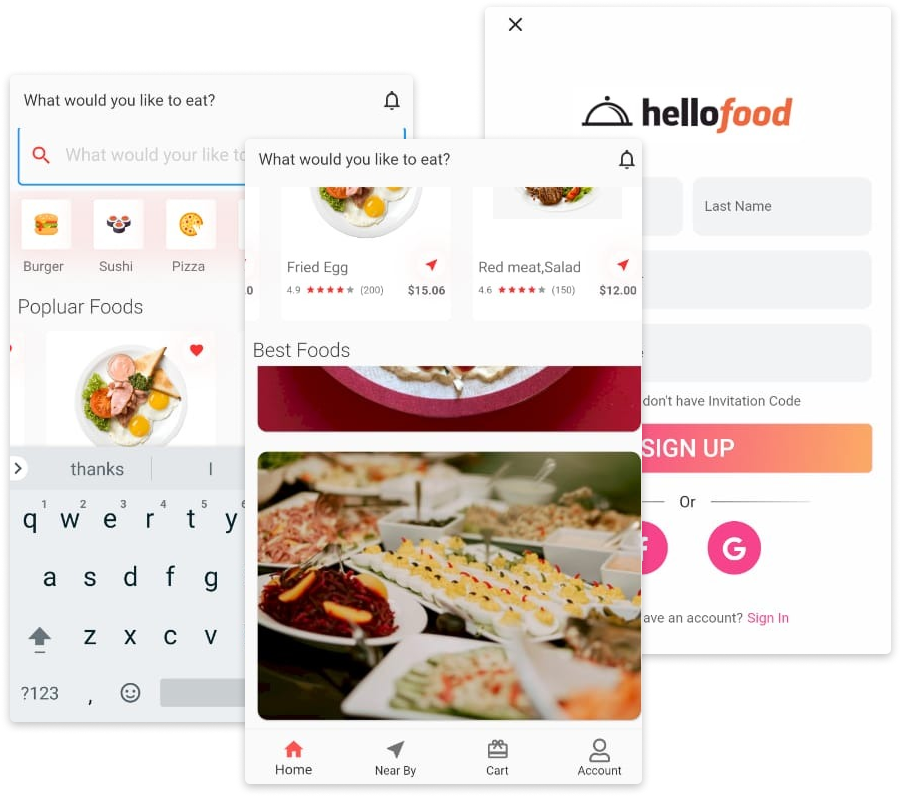 What would you like to eat?
What would your like to
Burger
Sushi
Pizza
Popluar Foods
thanks
I
1 2 3 4 5
q w e r t y
a s d f g
z x c v
?123 ,
What would you like to eat?
Fried Egg
4.9 (200) $15.06
Red meat,Salad
4.6 (150) $12.00
Best Foods
Home
Near By
Cart
Account
hellofood
Last Name
don't have Invitation Code
SIGN UP
Or
G
ave an account? Sign In